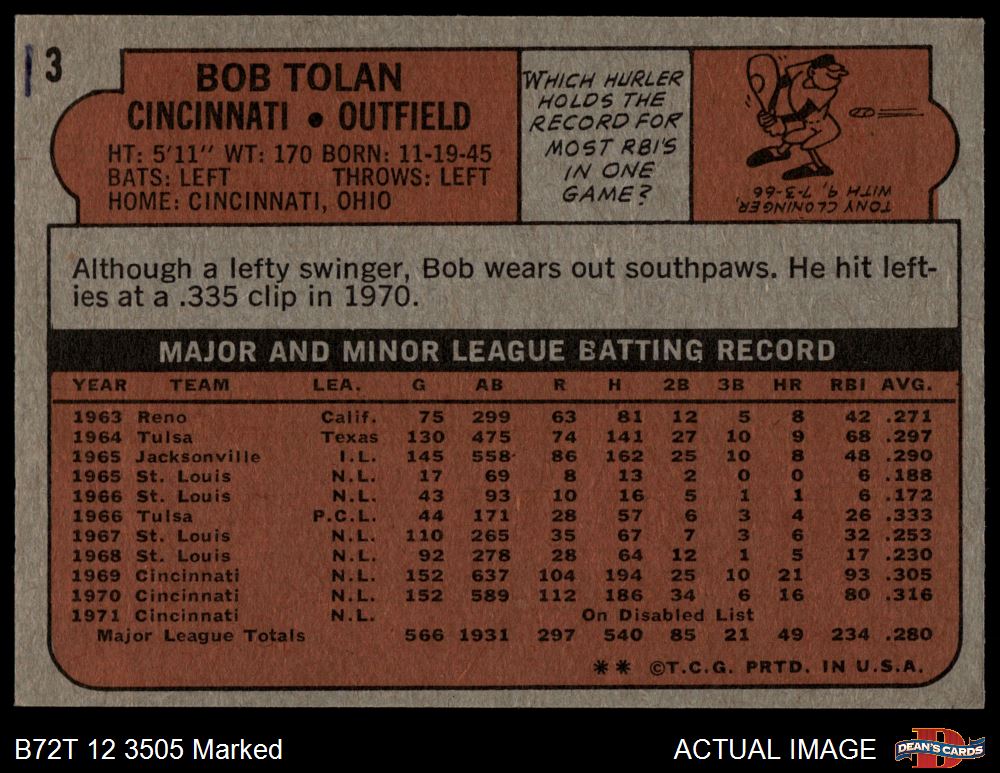 3
BOB TOLAN
CINCINNATI • OUTFIELD
HT: 5'11" WT: 170 BORN: 11-19-45
BATS: LEFT THROWS: LEFT
HOME: CINCINNATI, OHIO
WHICH HURLER
HOLDS THE
RECORD FOR
MOST RBI'S
IN ONE
GAME?
TONY CLONINGER,
WITH 9, 7-3-66
Although a lefty swinger, Bob wears out southpaws. He hit left-
ies at a .335 clip in 1970.
MAJOR AND MINOR LEAGUE BATTING RECORD
YEAR TEAM LEA. G AB R H 2B 3B HR RBI AVG.
1963 Reno Calif. 75 299 63 81 12 5 8 42 .271
1964 Tulsa Texas 130 475 74 141 27 10 9 68 .297
1965 Jacksonville I.L. 145 558 86 162 25 10 8 48 .290
1965 St. Louis N.L. 17 69 8 13 2 0 0 6 .188
1966 St. Louis N.L. 43 93 10 16 5 1 1 6 .172
1966 Tulsa P.C.L. 44 171 28 57 6 3 4 26 .333
1967 St. Louis N.L. 110 265 35 67 7 3 6 32 .253
1968 St. Louis N.L. 92 278 28 64 12 1 5 17 .230
1969 Cincinnati N.L. 152 637 104 194 25 10 21 93 .305
1970 Cincinnati N.L. 152 589 112 186 34 6 16 80 .316
1971 Cincinnati N.L. On Disabled List
Major League Totals 566 1931 297 540 85 21 49 234 .280
** ©T.C.G. PRTD. IN U.S.A.
B72T 12 3505 Marked
ACTUAL IMAGE
DEAN'S CARDS